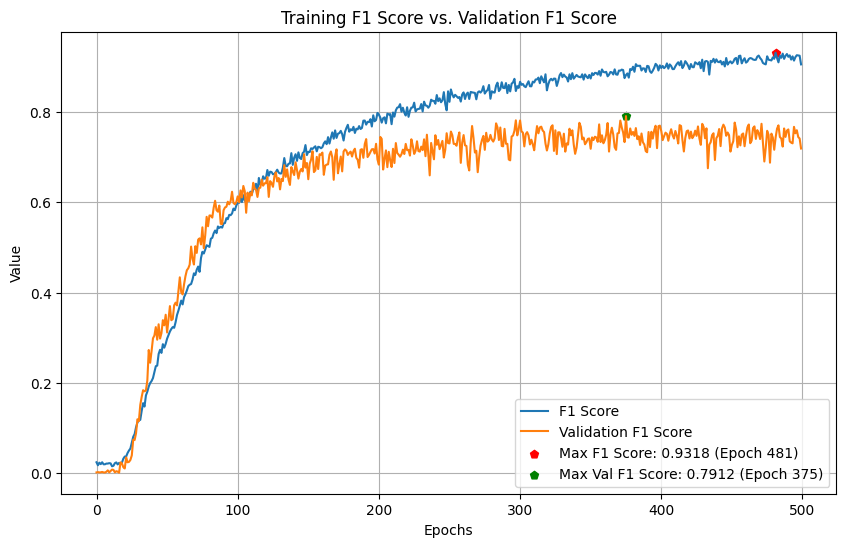 Training F1 Score vs. Validation F1 Score
Value
0.8
0.6
0.4
0.2
0.0
0 100 200 300 400 500
Epochs
F1 Score
Validation F1 Score
Max F1 Score: 0.9318 (Epoch 481)
Max Val F1 Score: 0.7912 (Epoch 375)